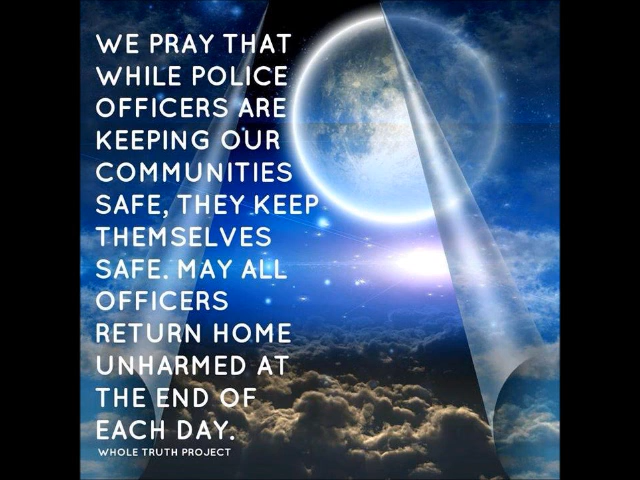 WE PRAY THAT
WHILE POLICE
OFFICERS ARE
KEEPING OUR
COMMUNITIES
SAFE, THEY KEEP
THEMSELVES
SAFE. MAY ALL
OFFICERS
RETURN HOME
UNHARMED AT
THE END OF
EACH DAY.
WHOLE TRUTH PROJECT